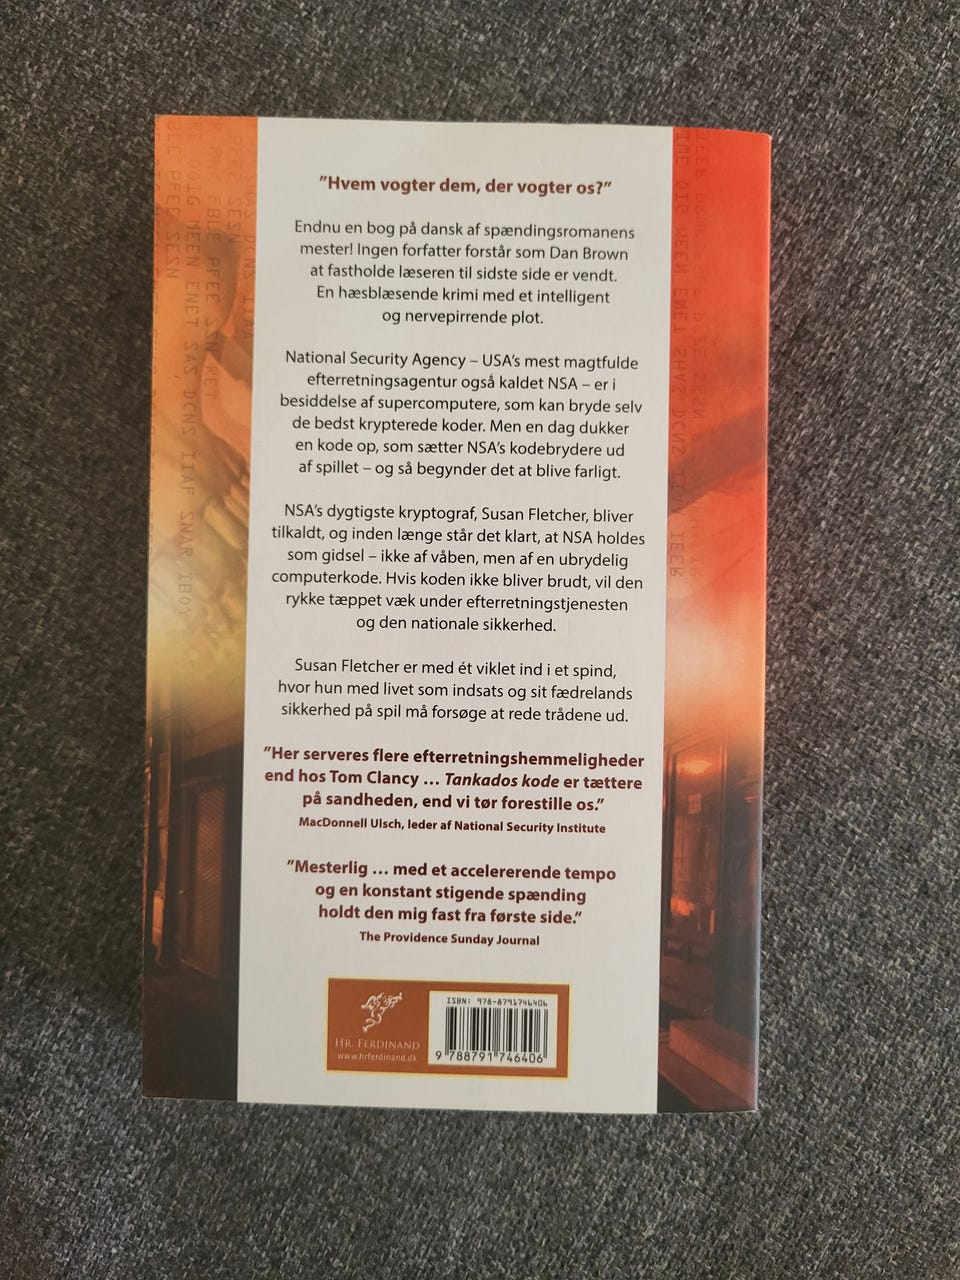 "Hvem vogter dem, der vogter os?"
Endnu en bog på dansk af spændingsromanens
mester! Ingen forfatter forstår som Dan Brown
at fastholde læseren til sidste side er vendt.
En hæsblæsende krimi med et intelligent
og nervepirrende plot.
National Security Agency – USA's mest magtfulde
efterretningsagentur også kaldet NSA – er i
besiddelse af supercomputere, som kan bryde selv
de bedst krypterede koder. Men en dag dukker
en kode op, som sætter NSA's kodebrydere ud
af spillet – og så begynder det at blive farligt.
NSA's dygtigste kryptograf, Susan Fletcher, bliver
tilkaldt, og inden længe står det klart, at NSA holdes
som gidsel – ikke af våben, men af en ubrydelig
computerkode. Hvis koden ikke bliver brudt, vil den
rykke tæppet væk under efterretningstjenesten
og den nationale sikkerhed.
Susan Fletcher er med ét viklet ind i et spind,
hvor hun med livet som indsats og sit fædrelands
sikkerhed på spil må forsøge at rede trådene ud.
"Her serveres flere efterretningshemmeligheder
end hos Tom Clancy ... Tankados kode er tættere
på sandheden, end vi tør forestille os."
MacDonnell Ulsch, leder af National Security Institute
"Mesterlig ... med et accelererende tempo
og en konstant stigende spænding
holdt den mig fast fra første side."
The Providence Sunday Journal
HR. FERDINAND
www.hrferdinand.dk
ISBN: 978-8791746406
9 788791 746406